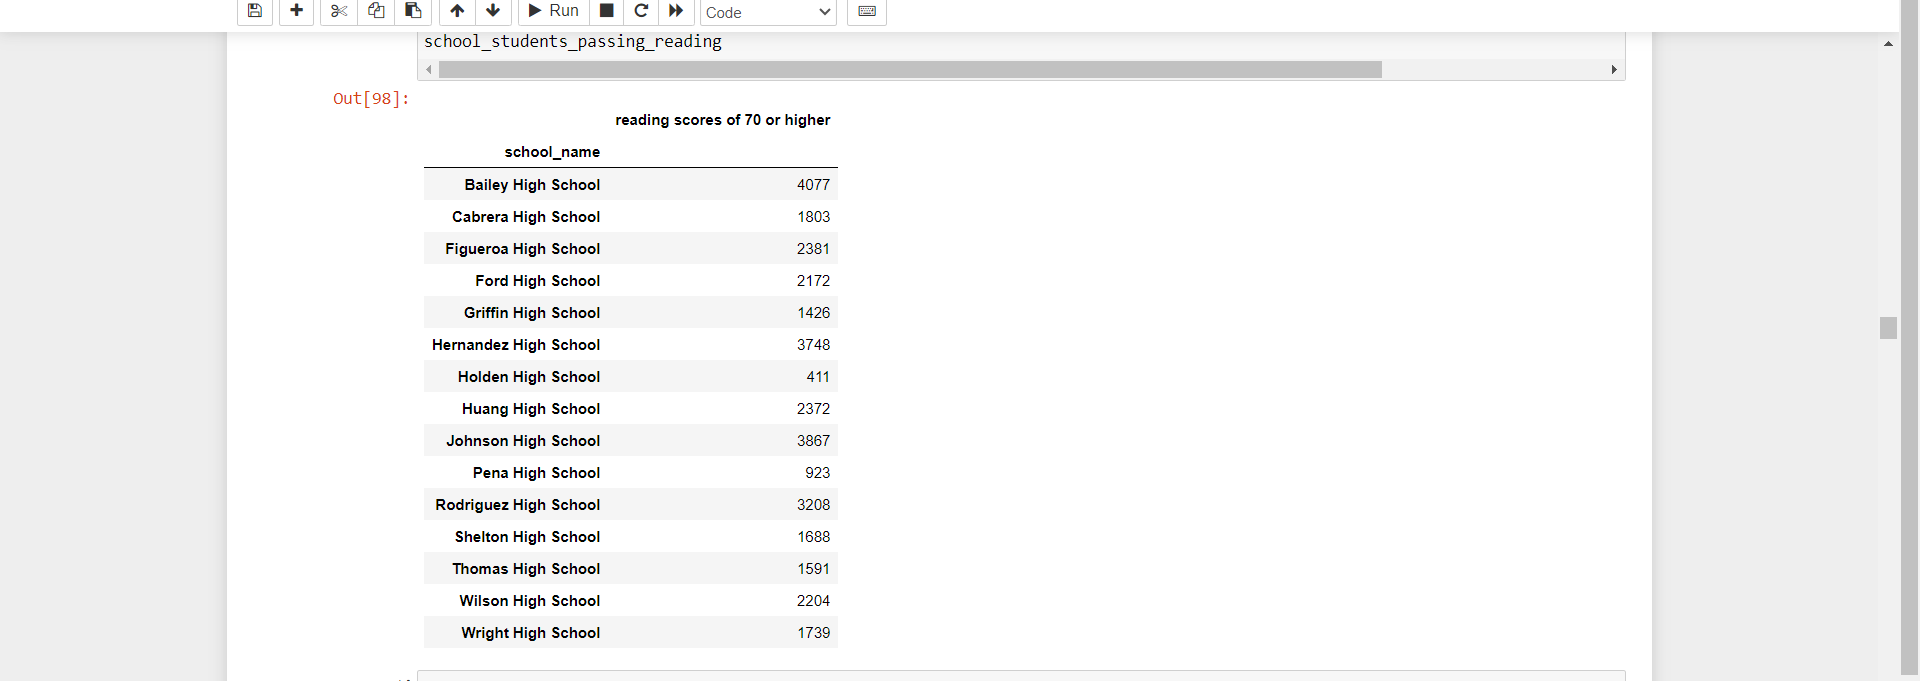 Run Code
school_students_passing_reading
Out[98]:
reading scores of 70 or higher
school_name
Bailey High School 4077
Cabrera High School 1803
Figueroa High School 2381
Ford High School 2172
Griffin High School 1426
Hernandez High School 3748
Holden High School 411
Huang High School 2372
Johnson High School 3867
Pena High School 923
Rodriguez High School 3208
Shelton High School 1688
Thomas High School 1591
Wilson High School 2204
Wright High School 1739